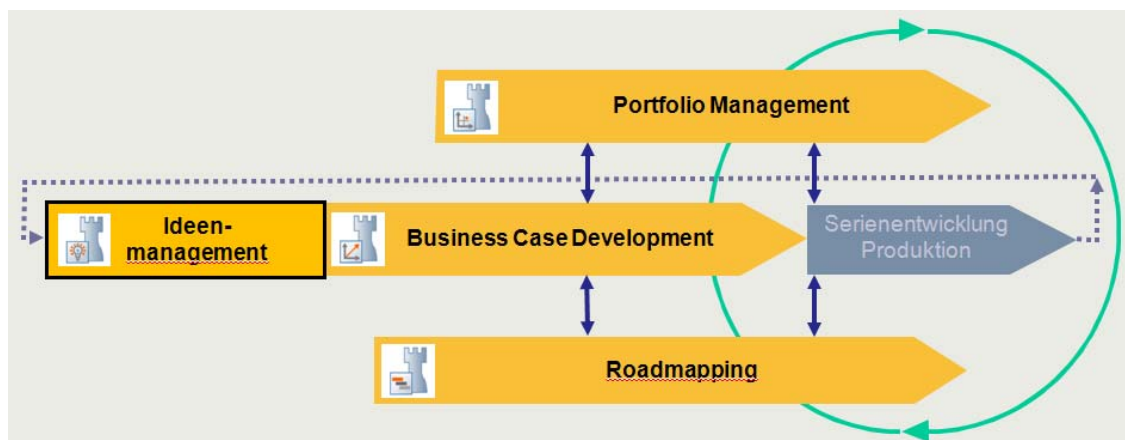 Portfolio Management
Ideen-
management
Business Case Development
Serienentwicklung
Produktion
Roadmapping